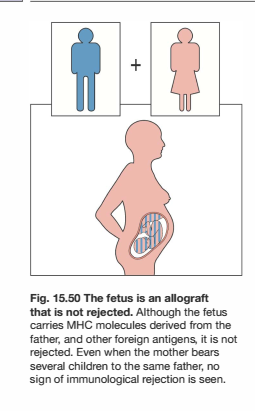 +
Fig. 15.50 The fetus is an allograft
that is not rejected. Although the fetus
carries MHC molecules derived from the
father, and other foreign antigens, it is not
rejected. Even when the mother bears
several children to the same father, no
sign of immunological rejection is seen.